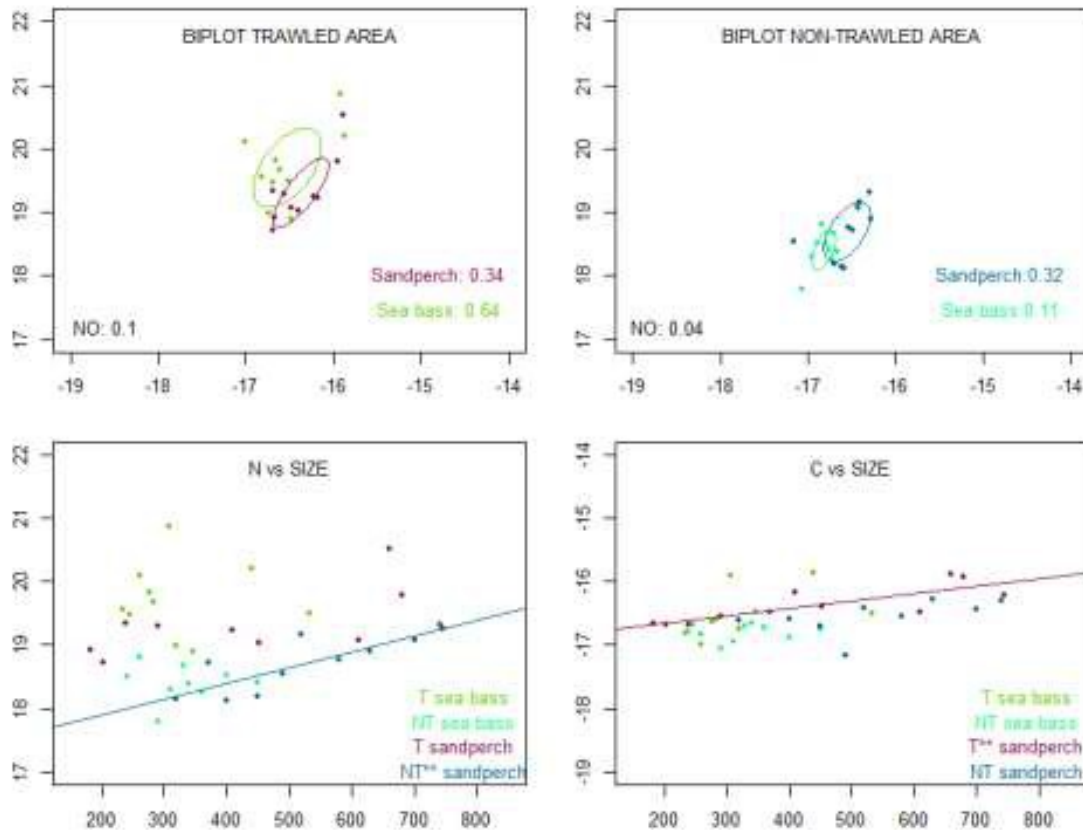 BIPLOT TRAWLED AREA
22
21
20
19
18
17
Sandperch: 0.34
Sea bass: 0.64
NO: 0.1
-19 -18 -17 -16 -15 -14
BIPLOT NON-TRAWLED AREA
22
21
20
19
18
17
Sandperch 0.32
Sea bass 0.11
NO: 0.04
-19 -18 -17 -16 -15 -14
N vs SIZE
22
21
20
19
18
17
T sea bass
NT sea bass
T sandperch
NT** sandperch
200 300 400 500 600 700 800
C vs SIZE
-14
-15
-16
-17
-18
-19
T sea bass
NT sea bass
T** sandperch
NT sandperch
200 300 400 500 600 700 800